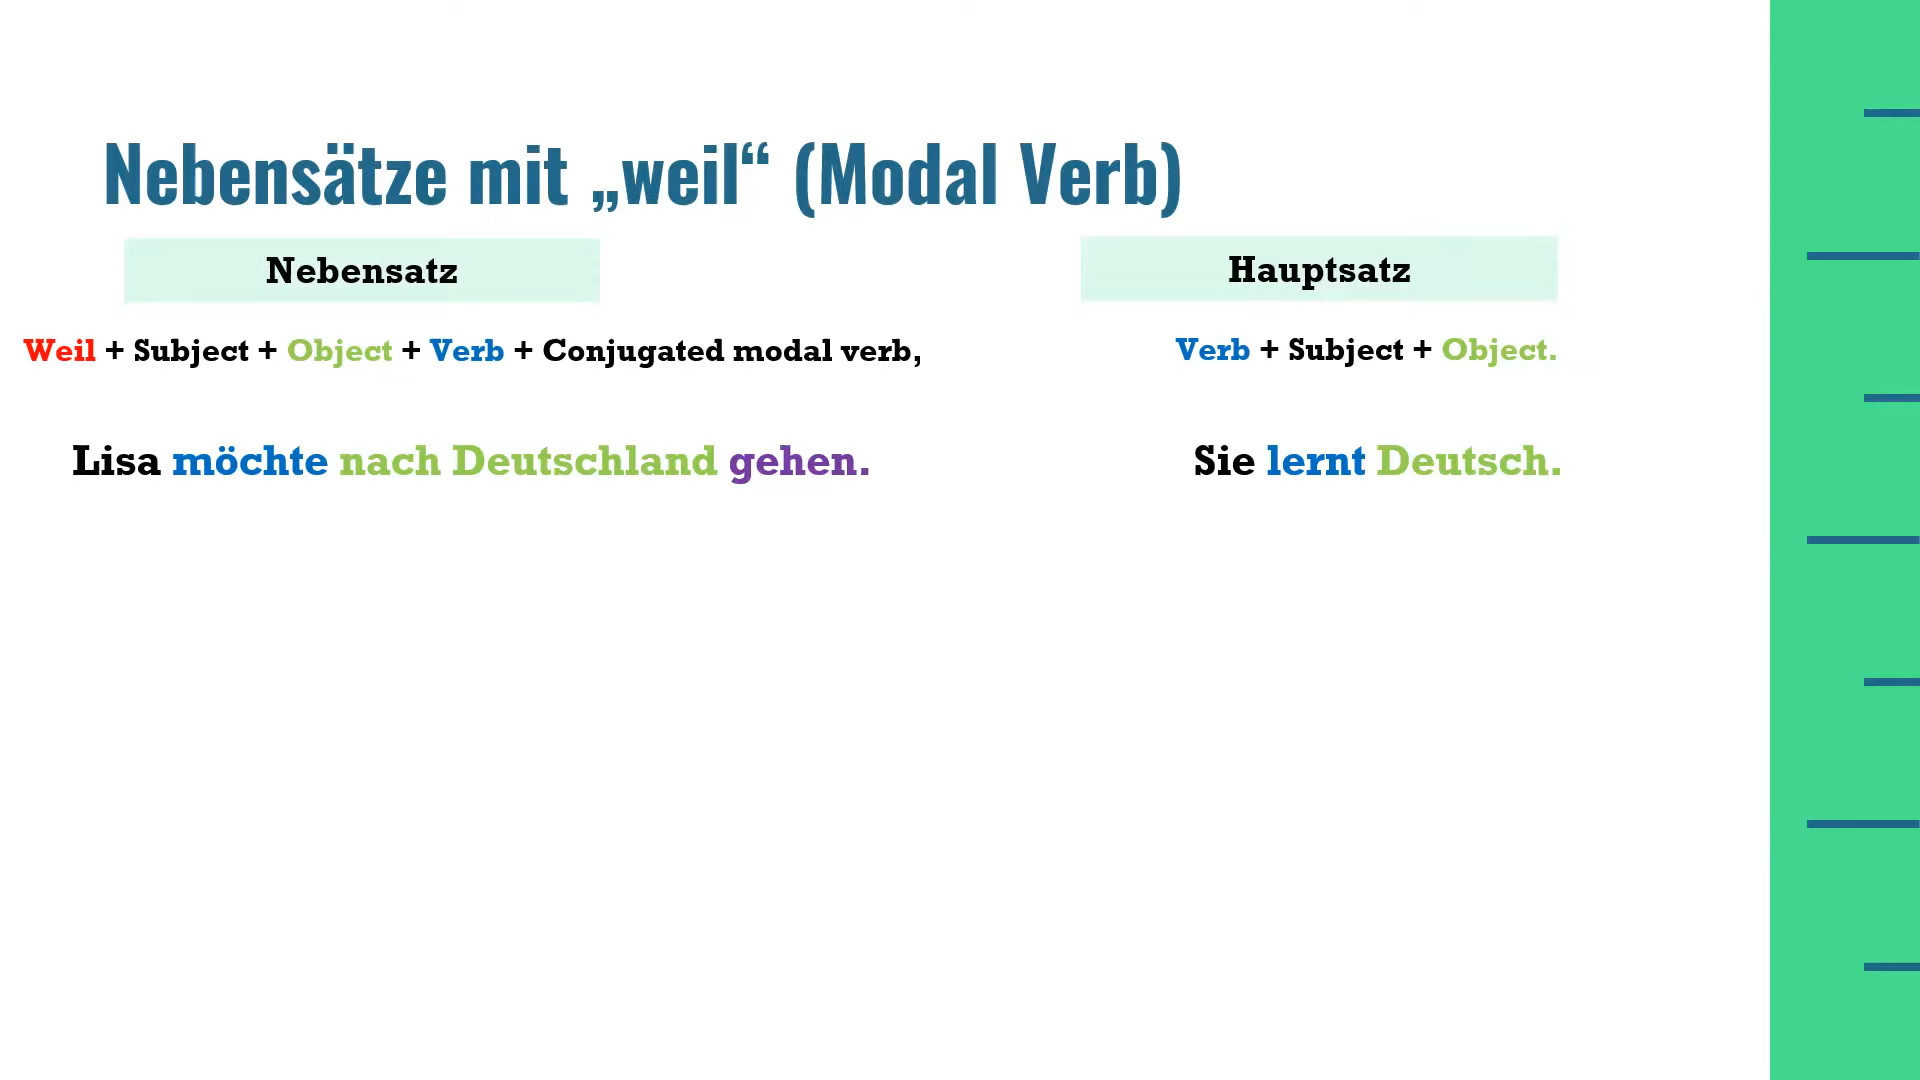 Nebensätze mit „weil“ (Modal Verb)
Nebensatz
Hauptsatz
Weil + Subject + Object + Verb + Conjugated modal verb,
Verb + Subject + Object.
Lisa möchte nach Deutschland gehen.
Sie lernt Deutsch.